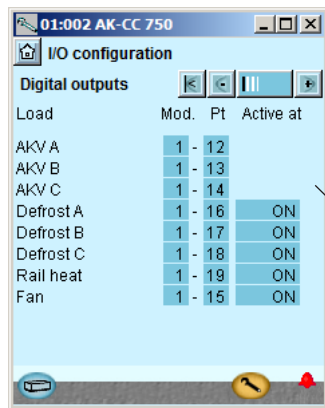 01:002 AK-CC 750
I/O configuration
Digital outputs
Load Mod. Pt Active at
AKV A 1 - 12
AKV B 1 - 13
AKV C 1 - 14
Defrost A 1 - 16 ON
Defrost B 1 - 17 ON
Defrost C 1 - 18 ON
Rail heat 1 - 19 ON
Fan 1 - 15 ON